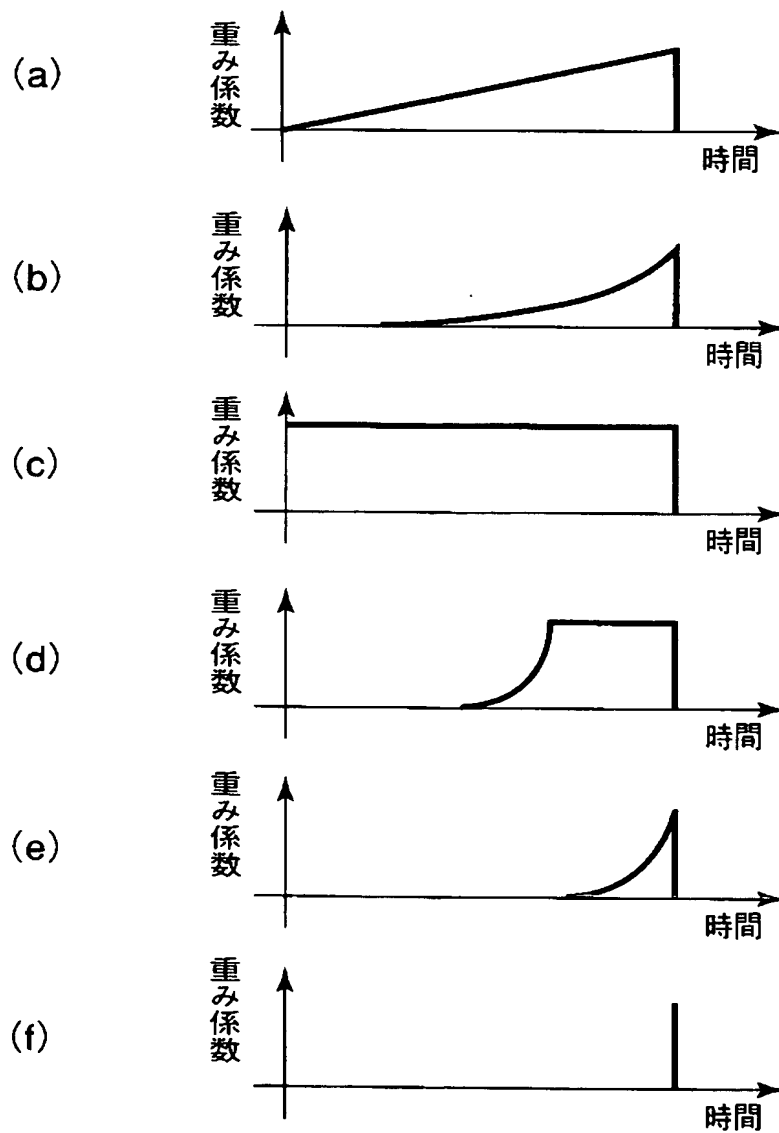 (a)
重み係数
時間
(b)
重み係数
時間
(c)
重み係数
時間
(d)
重み係数
時間
(e)
重み係数
時間
(f)
重み係数
時間